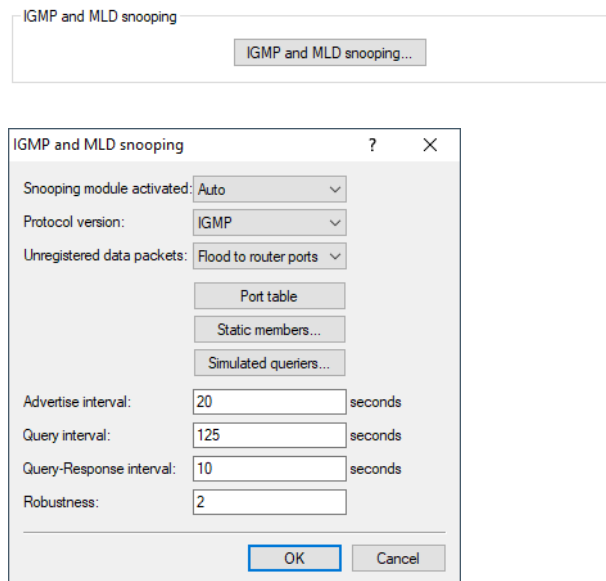 IGMP and MLD snooping
IGMP and MLD snooping...
IGMP and MLD snooping ?
Snooping module activated: Auto
Protocol version: IGMP
Unregistered data packets: Flood to router ports
Port table
Static members...
Simulated queriers...
Advertise interval: 20 seconds
Query interval: 125 seconds
Query-Response interval: 10 seconds
Robustness: 2
OK Cancel